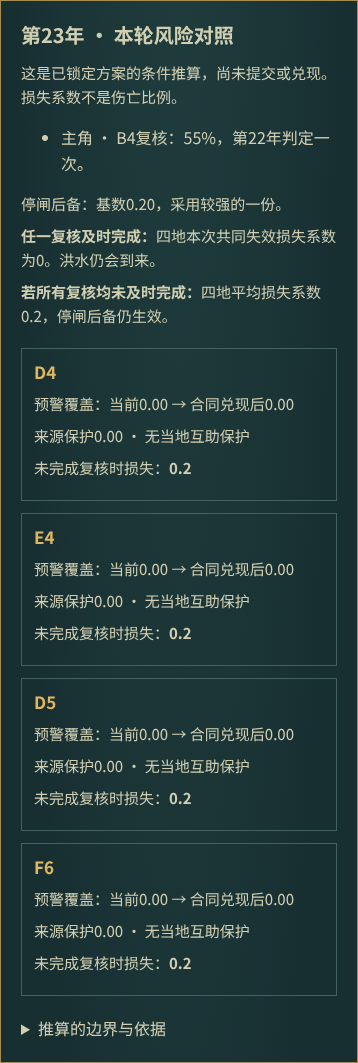 第23年 · 本轮风险对照
这是已锁定方案的条件推算，尚未提交或兑现。
损失系数不是伤亡比例。
• 主角 · B4复核：55%，第22年判定一
次。
停闸后备：基数0.20，采用较强的一份。
任一复核及时完成：四地本次共同失效损失系数
为0。洪水仍会到来。
若所有复核均未及时完成：四地平均损失系数
0.2，停闸后备仍生效。
D4
预警覆盖：当前0.00 → 合同兑现后0.00
来源保护0.00 · 无当地互助保护
未完成复核时损失：0.2
E4
预警覆盖：当前0.00 → 合同兑现后0.00
来源保护0.00 · 无当地互助保护
未完成复核时损失：0.2
D5
预警覆盖：当前0.00 → 合同兑现后0.00
来源保护0.00 · 无当地互助保护
未完成复核时损失：0.2
F6
预警覆盖：当前0.00 → 合同兑现后0.00
来源保护0.00 · 无当地互助保护
未完成复核时损失：0.2
▶ 推算的边界与依据